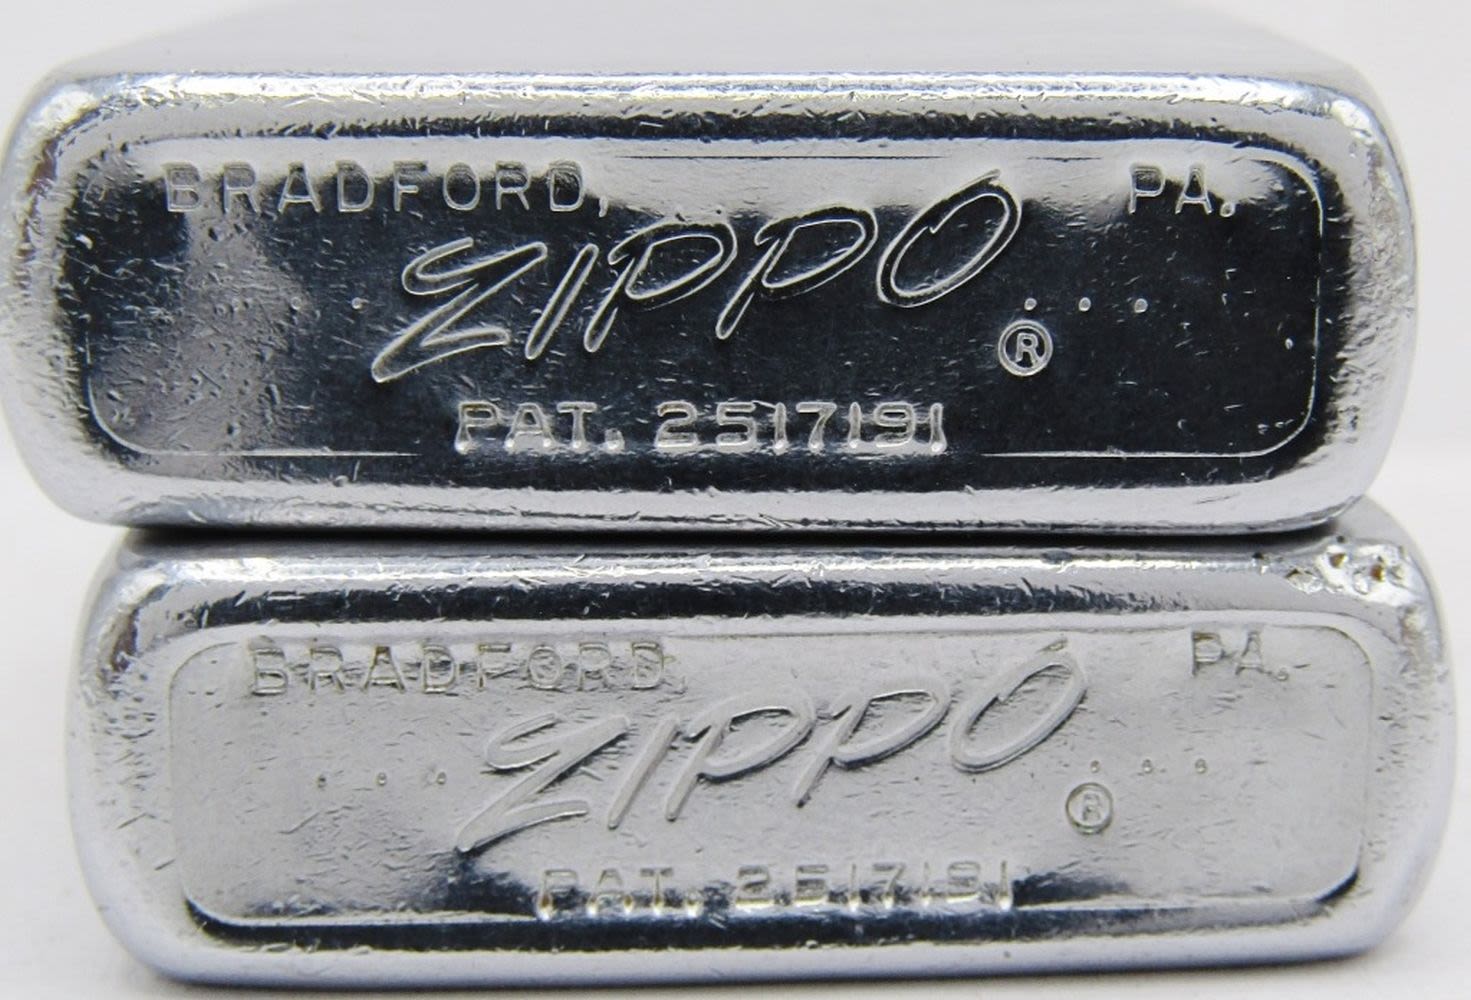 BRADFORD, PA.
. . ZIPPO . . .
®
PAT. 2517191
BRADFORD, PA.
. . . ZIPPO . . .
®
PAT. 2517191